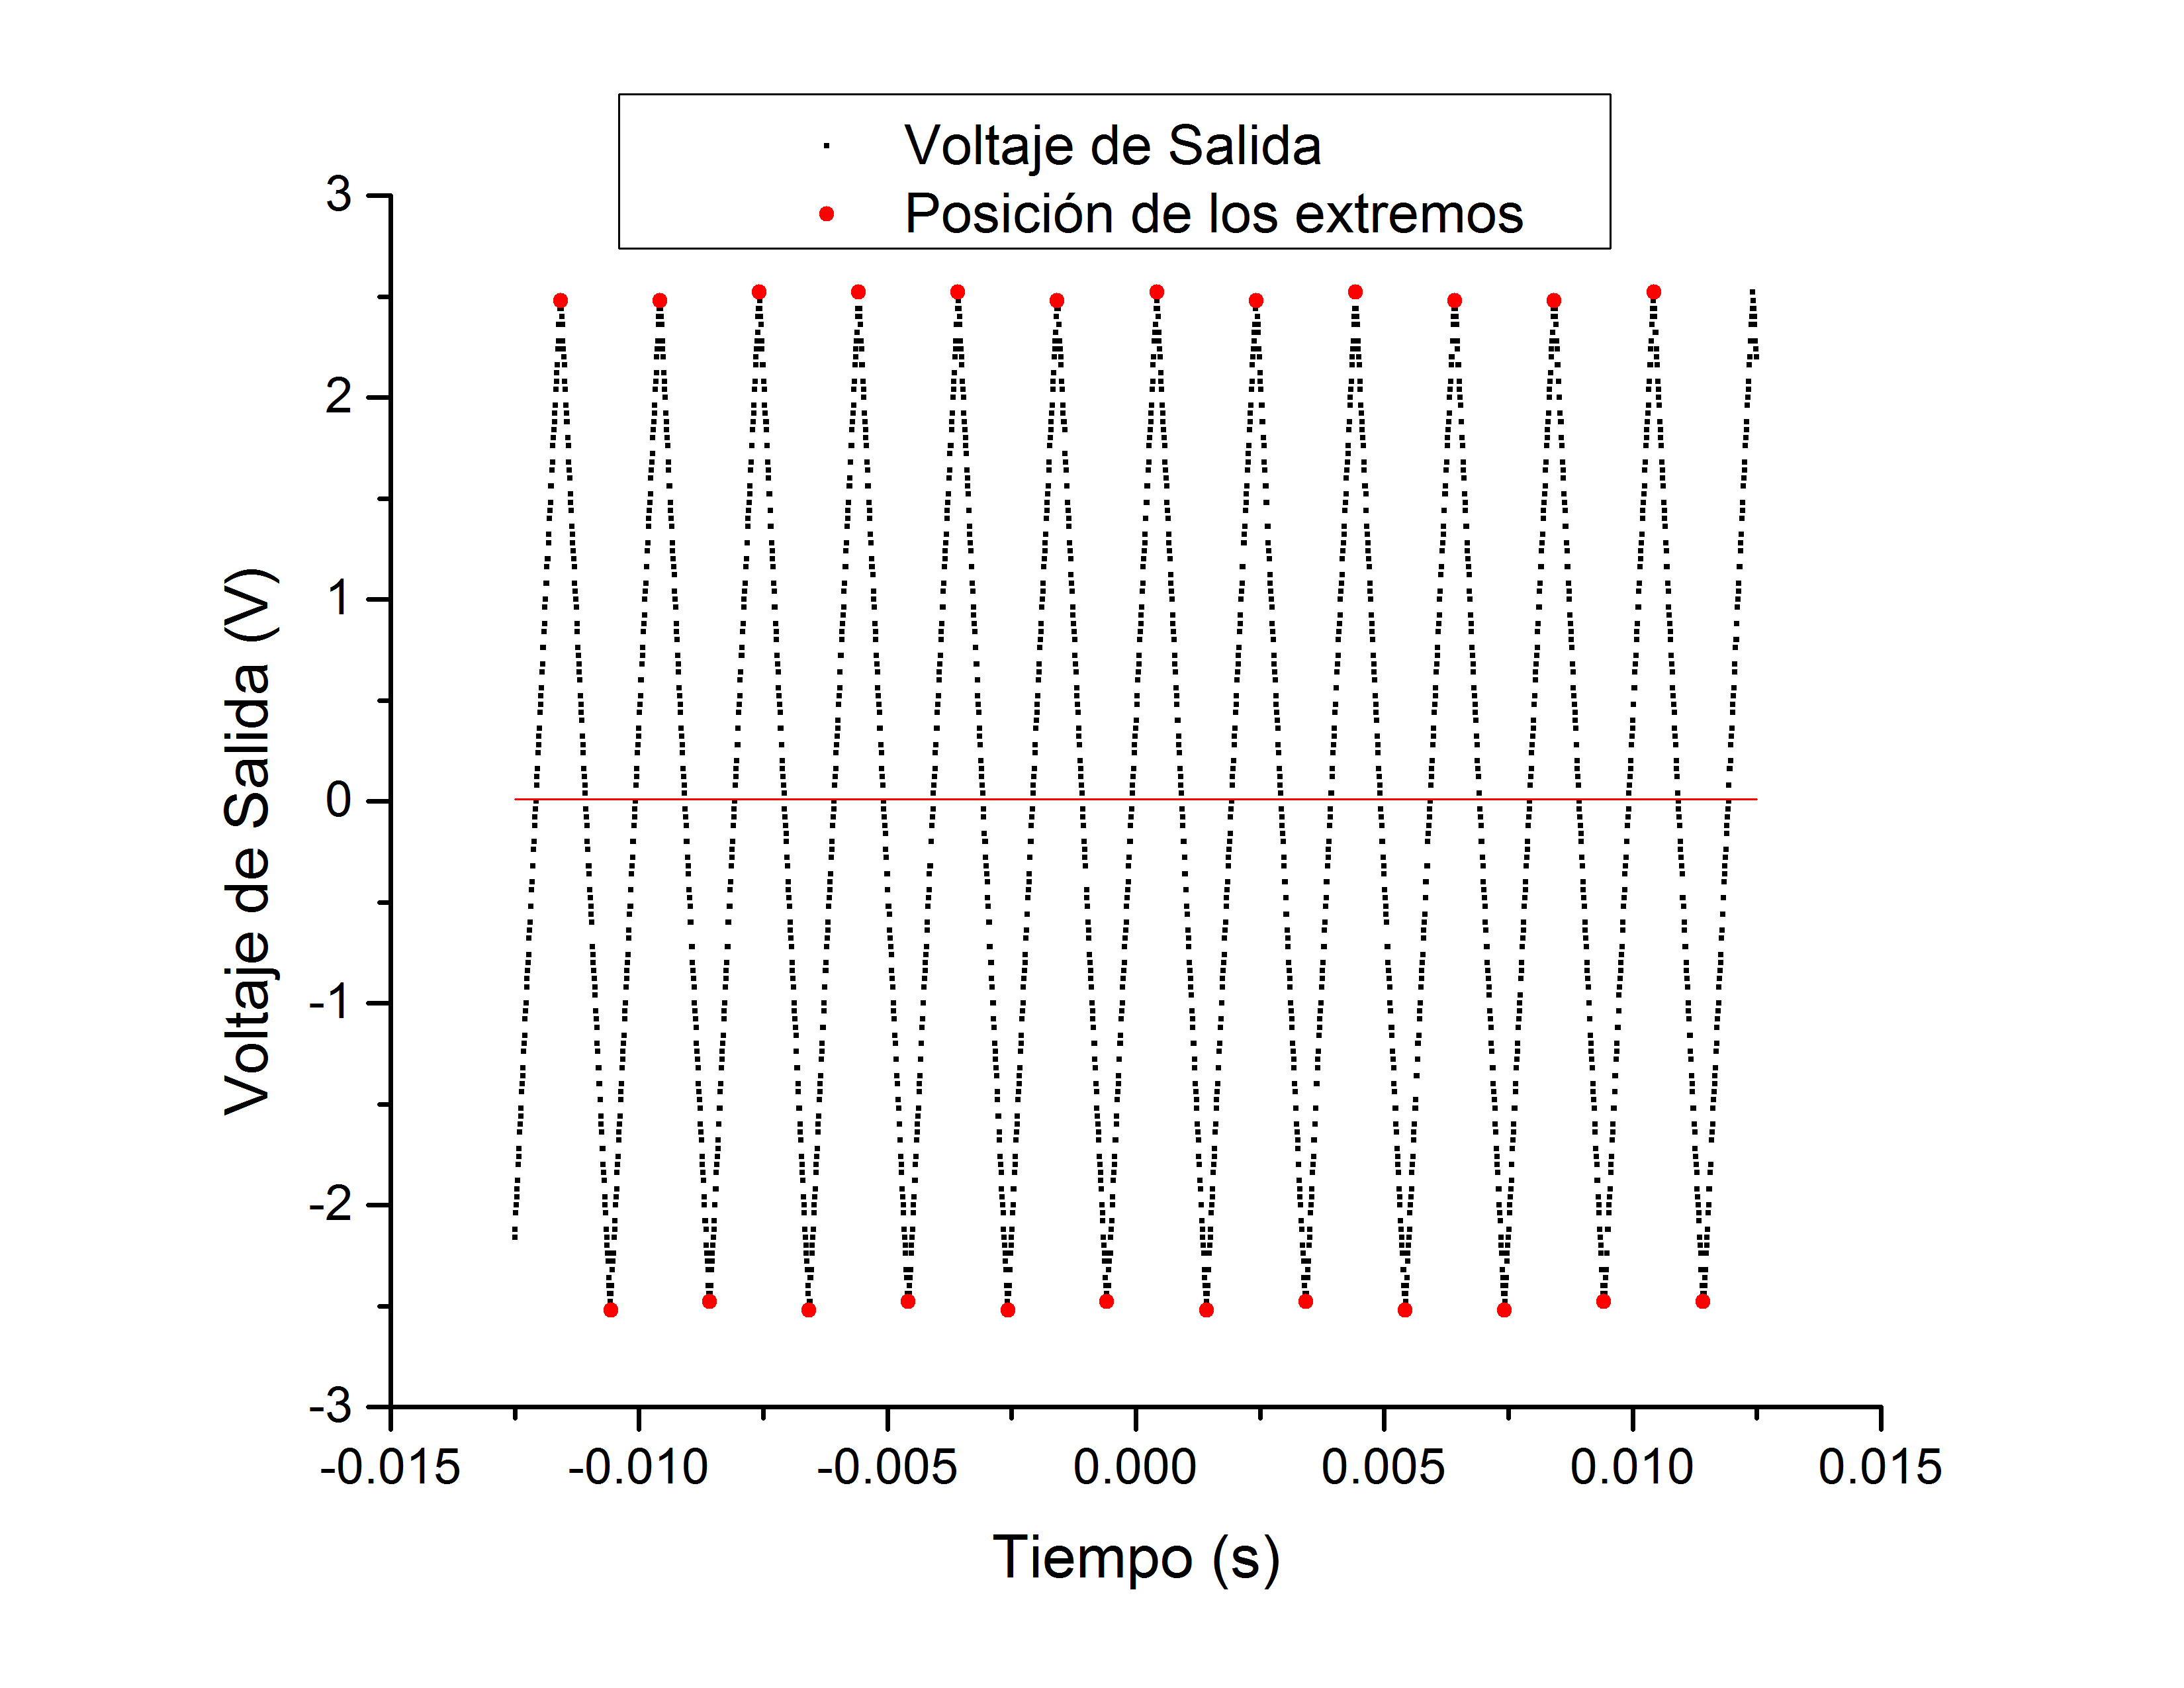 Voltaje de Salida
Posición de los extremos
3
2
1
0
-1
-2
-3
Voltaje de Salida (V)
-0.015 -0.010 -0.005 0.000 0.005 0.010 0.015
Tiempo (s)